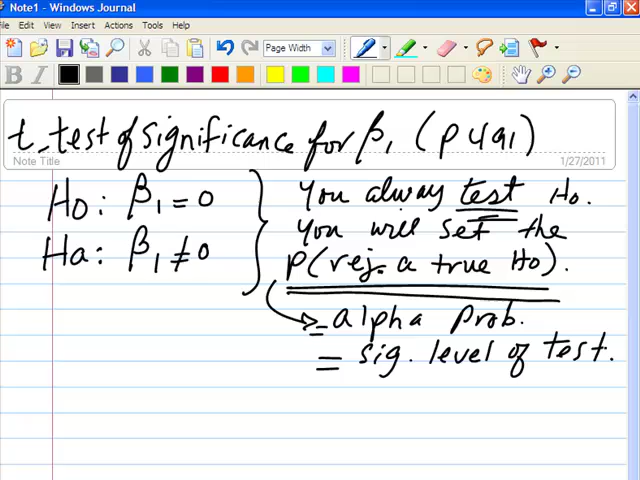 Note1 - Windows Journal
File Edit View Insert Actions Tools Help
Page Width
B I
t_test of significance for β₁ (P 491)
Note Title
1/27/2011
Ho: β₁ = 0
Ha: β₁ ≠ 0
You always test Ho.
You will set the
P(rej. a true Ho).
= alpha prob.
= sig. level of test.